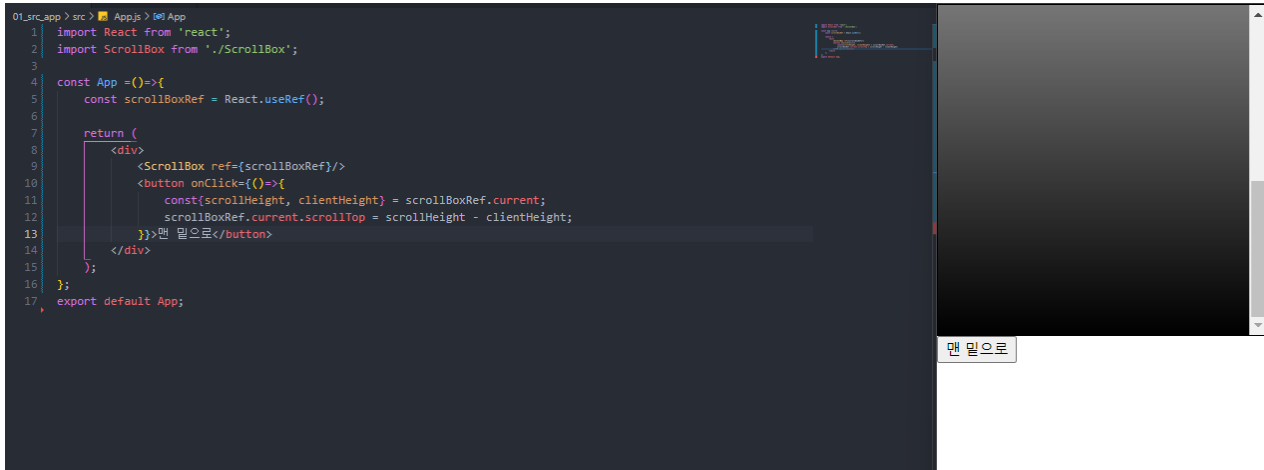 01_src_app > src > App.js > App
1 import React from 'react';
2 import ScrollBox from './ScrollBox';
3
4 const App =()=>{
5 const scrollBoxRef = React.useRef();
6
7 return (
8 <div>
9 <ScrollBox ref={scrollBoxRef}/>
10 <button onClick={()=>{
11 const{scrollHeight, clientHeight} = scrollBoxRef.current;
12 scrollBoxRef.current.scrollTop = scrollHeight - clientHeight;
13 }}>맨 밑으로</button>
14 </div>
15 );
16 };
17 export default App;
맨 밑으로